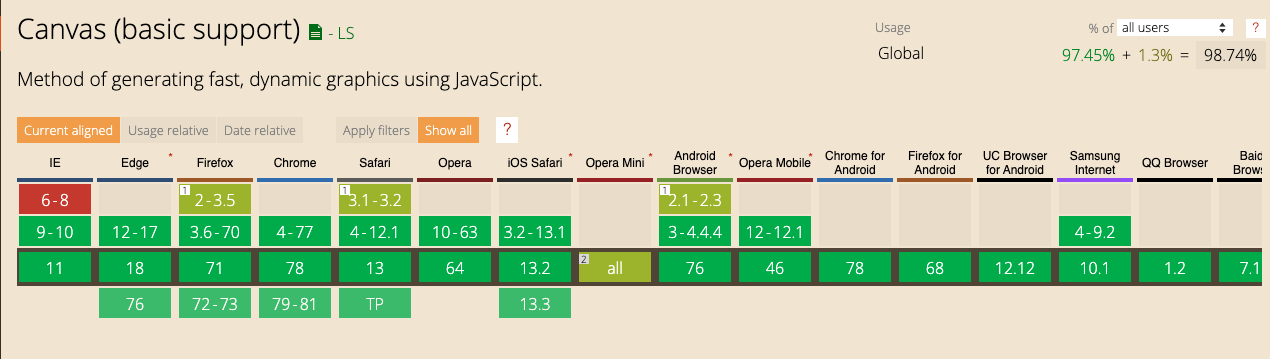 Canvas (basic support) - LS
Usage % of all users ?
Global 97.45% + 1.3% = 98.74%
Method of generating fast, dynamic graphics using JavaScript.
Current aligned Usage relative Date relative Apply filters Show all ?
IE Edge * Firefox Chrome Safari Opera iOS Safari * Opera Mini * Android Browser * Opera Mobile * Chrome for Android Firefox for Android UC Browser for Android Samsung Internet QQ Browser Baid Brows
6-8 1 2-3.5 1 3.1-3.2 1 2.1-2.3
9-10 12-17 3.6-70 4-77 4-12.1 10-63 3.2-13.1 3-4.4.4 12-12.1 4-9.2
11 18 71 78 13 64 13.2 2 all 76 46 78 68 12.12 10.1 1.2 7.1
76 72-73 79-81 TP 13.3